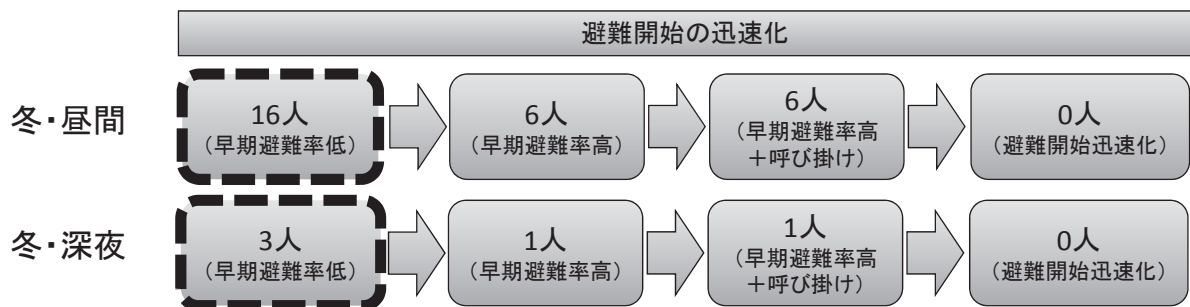 避難開始の迅速化
冬・昼間
16人
（早期避難率低）
6人
（早期避難率高）
6人
（早期避難率高
＋呼び掛け）
0人
（避難開始迅速化）
冬・深夜
3人
（早期避難率低）
1人
（早期避難率高）
1人
（早期避難率高
＋呼び掛け）
0人
（避難開始迅速化）